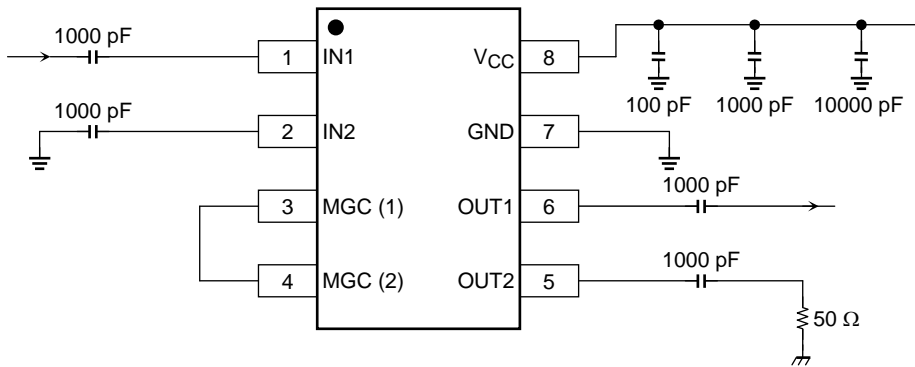 1000 pF
1 IN1
1000 pF
2 IN2
3 MGC (1)
4 MGC (2)
VCC 8
100 pF 1000 pF 10000 pF
GND 7
1000 pF
OUT1 6
1000 pF
OUT2 5
50 Ω